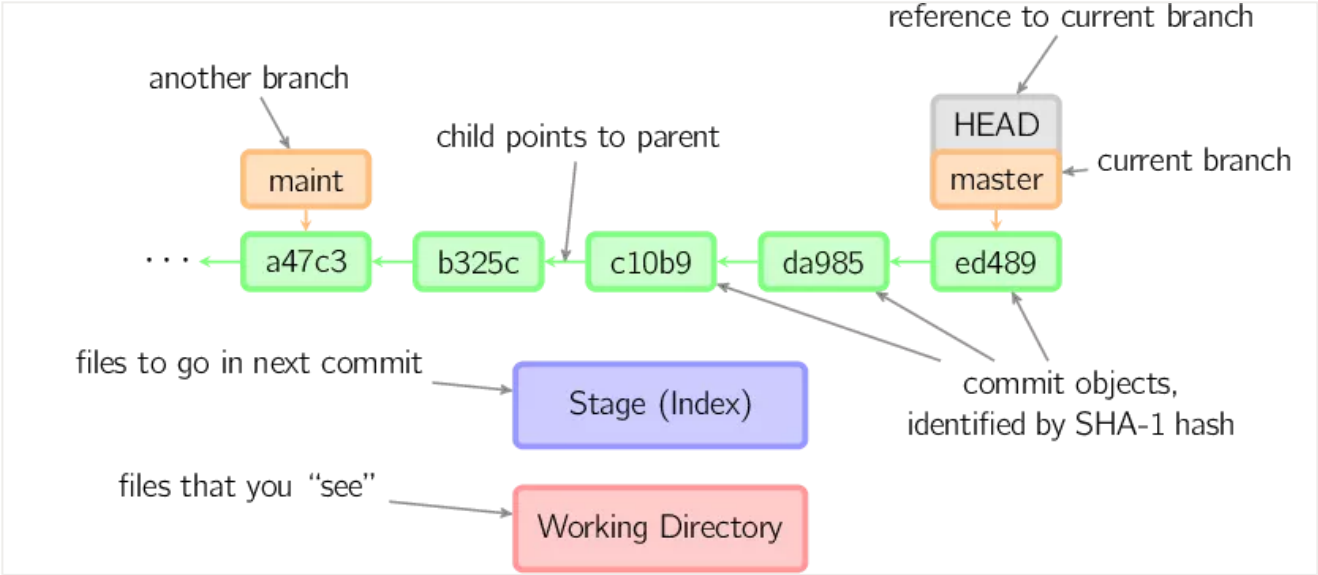 reference to current branch
another branch
HEAD
child points to parent
current branch
maint
master
... a47c3 b325c c10b9 da985 ed489
files to go in next commit
commit objects,
Stage (Index)
identified by SHA-1 hash
files that you “see”
Working Directory